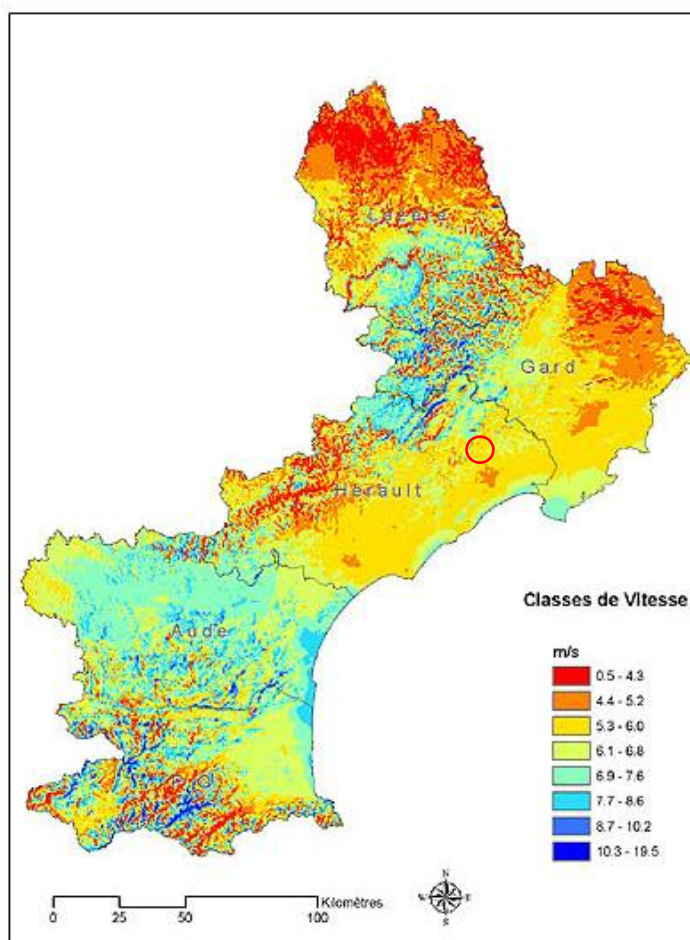 Lozère
Gard
Hérault
Aude
P.O.
Classes de Vitesse
m/s
0.5 - 4.3
4.4 - 5.2
5.3 - 6.0
6.1 - 6.8
6.9 - 7.6
7.7 - 8.6
8.7 - 10.2
10.3 - 19.5
N
W E
S
Kilomètres
0 25 50 100